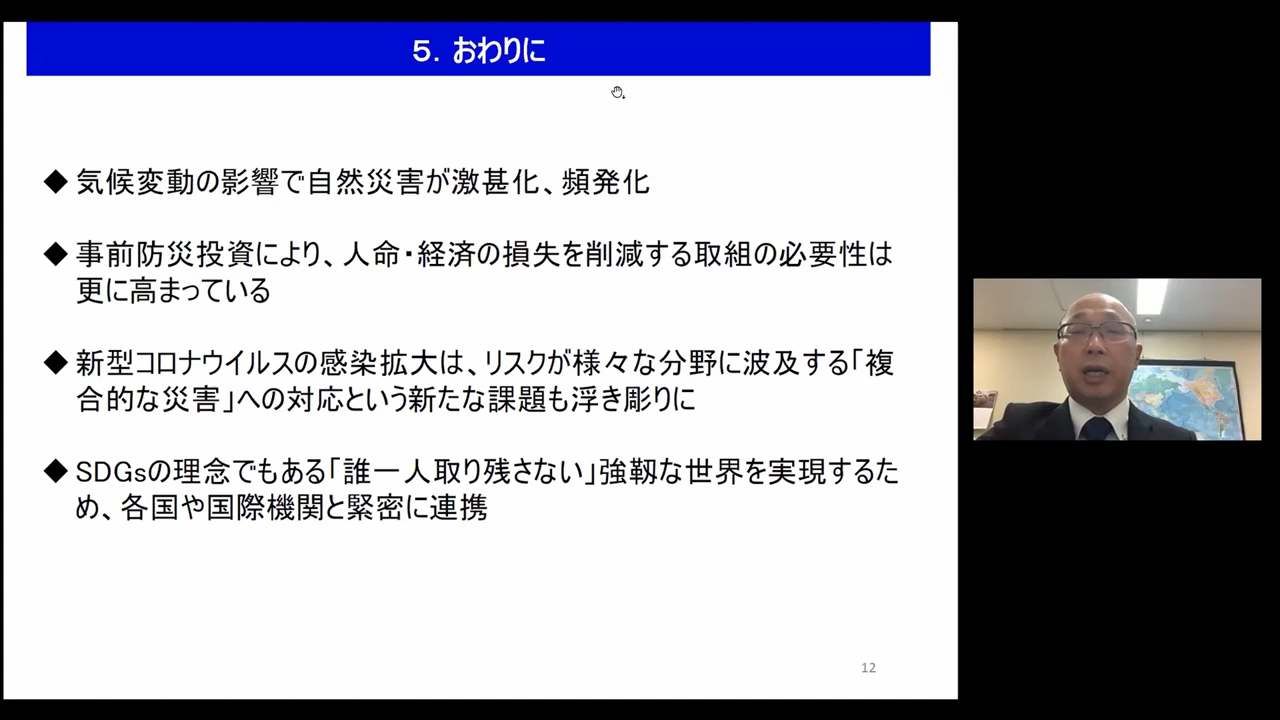 5. おわりに
◆ 気候変動の影響で自然災害が激甚化、頻発化
◆ 事前防災投資により、人命・経済の損失を削減する取組の必要性は
更に高まっている
◆ 新型コロナウイルスの感染拡大は、リスクが様々な分野に波及する「複
合的な災害」への対応という新たな課題も浮き彫りに
◆ SDGsの理念でもある「誰一人取り残さない」強靱な世界を実現するた
め、各国や国際機関と緊密に連携
12